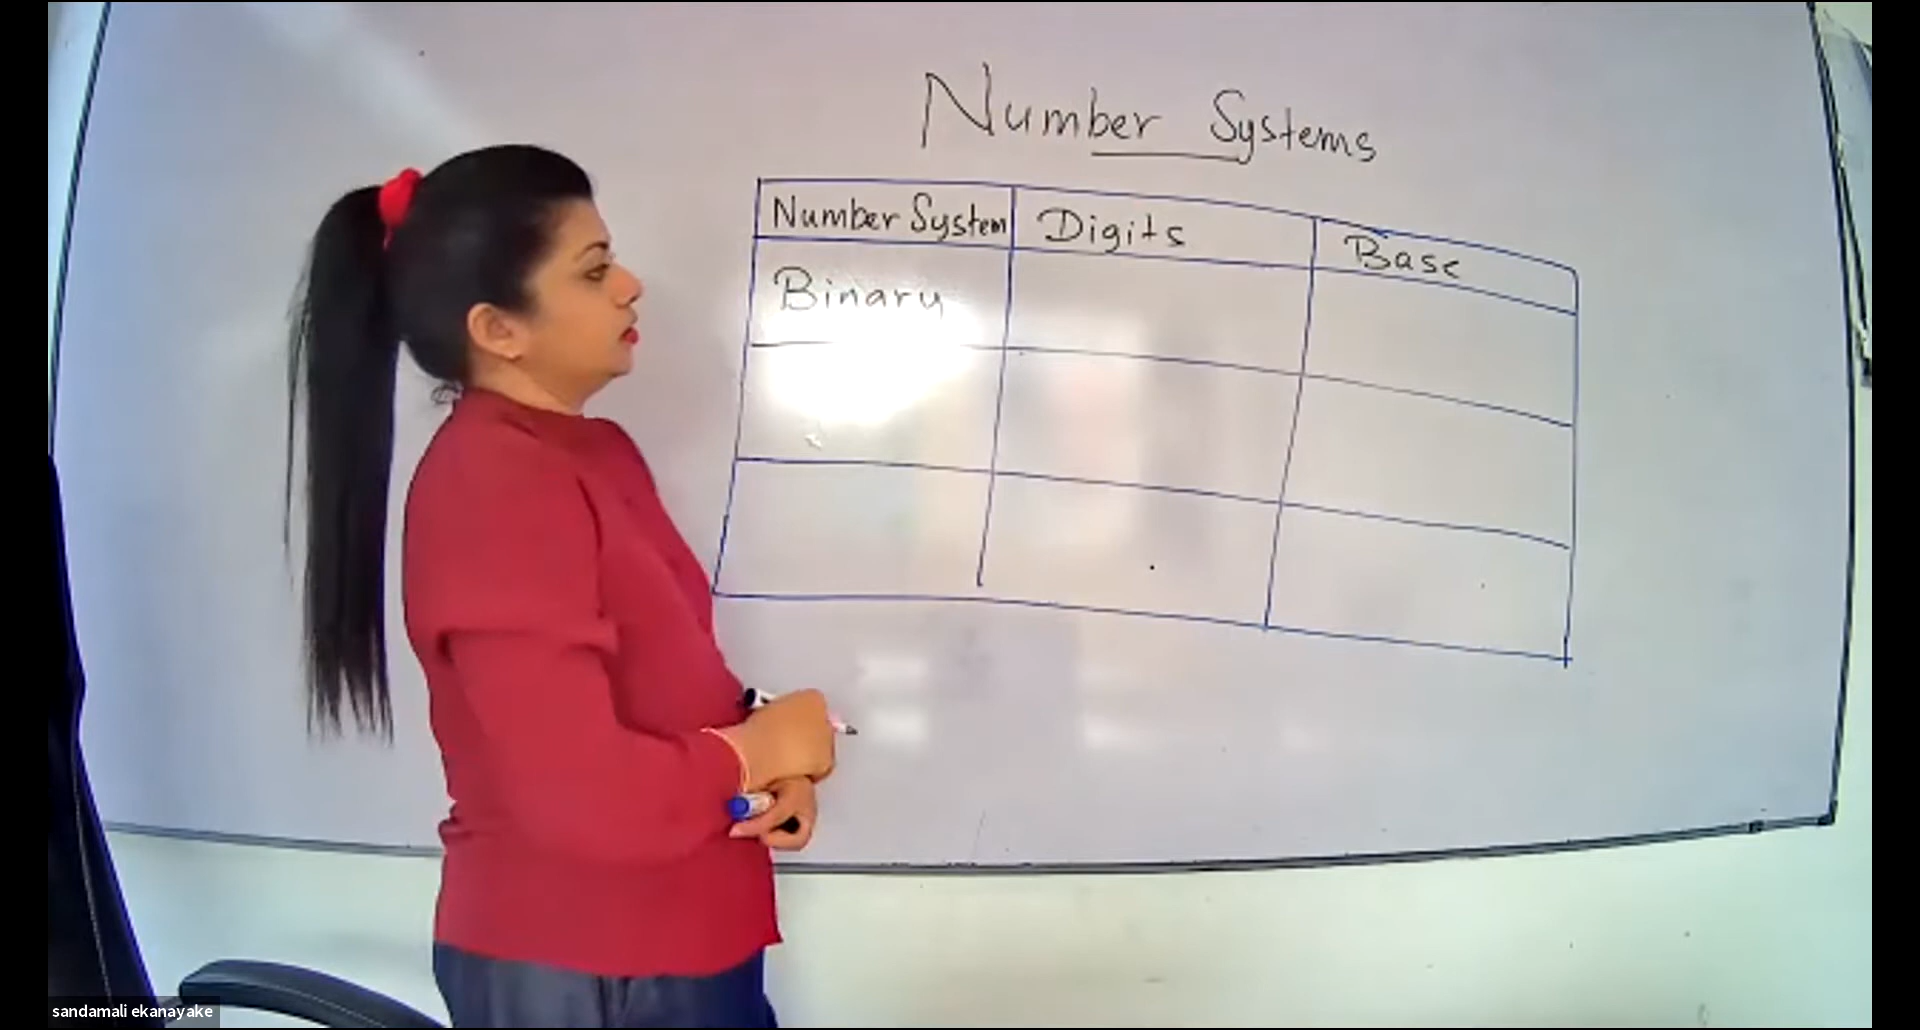 Number Systems
Number System Digits Base
Binary
sandamali ekanayake